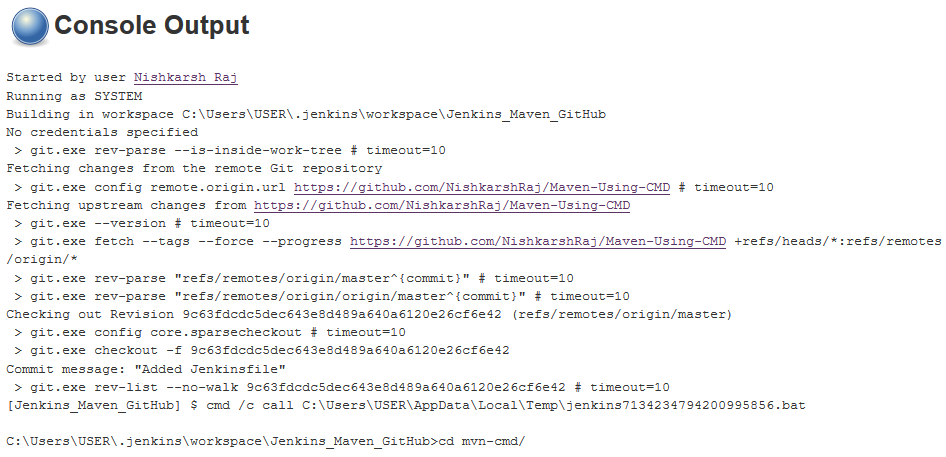 Console Output
Started by user Nishkarsh Raj
Running as SYSTEM
Building in workspace C:\Users\USER\.jenkins\workspace\Jenkins_Maven_GitHub
No credentials specified
 > git.exe rev-parse --is-inside-work-tree # timeout=10
Fetching changes from the remote Git repository
 > git.exe config remote.origin.url https://github.com/NishkarshRaj/Maven-Using-CMD # timeout=10
Fetching upstream changes from https://github.com/NishkarshRaj/Maven-Using-CMD
 > git.exe --version # timeout=10
 > git.exe fetch --tags --force --progress https://github.com/NishkarshRaj/Maven-Using-CMD +refs/heads/*:refs/remotes
/origin/*
 > git.exe rev-parse "refs/remotes/origin/master^{commit}" # timeout=10
 > git.exe rev-parse "refs/remotes/origin/origin/master^{commit}" # timeout=10
Checking out Revision 9c63fdcdc5dec643e8d489a640a6120e26cf6e42 (refs/remotes/origin/master)
 > git.exe config core.sparsecheckout # timeout=10
 > git.exe checkout -f 9c63fdcdc5dec643e8d489a640a6120e26cf6e42
Commit message: "Added Jenkinsfile"
 > git.exe rev-list --no-walk 9c63fdcdc5dec643e8d489a640a6120e26cf6e42 # timeout=10
[Jenkins_Maven_GitHub] $ cmd /c call C:\Users\USER\AppData\Local\Temp\jenkins7134234794200995856.bat
C:\Users\USER\.jenkins\workspace\Jenkins_Maven_GitHub>cd mvn-cmd/